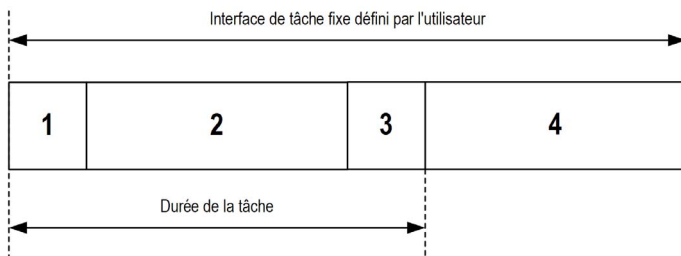 Interface de tâche fixe défini par l'utilisateur
1 2 3 4
Durée de la tâche